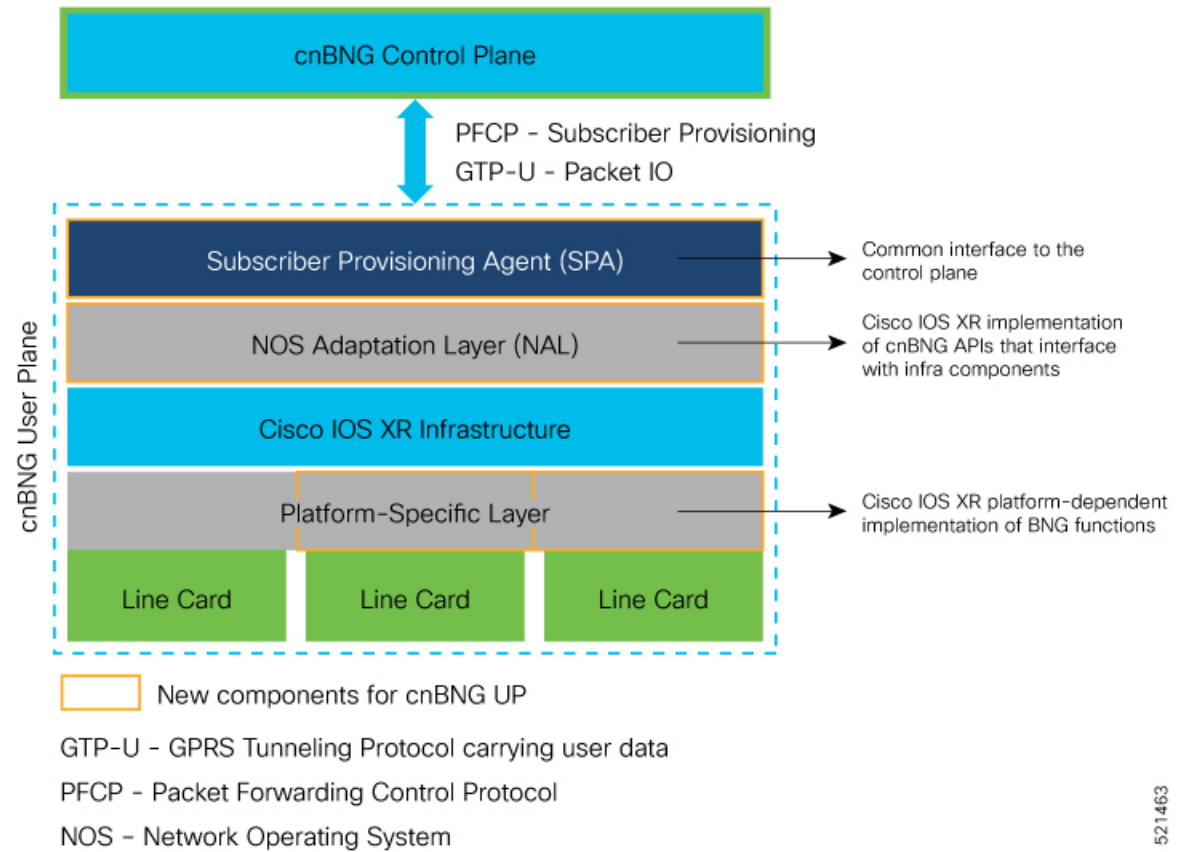 cnBNG Control Plane
PFCP - Subscriber Provisioning
GTP-U - Packet IO
cnBNG User Plane
Subscriber Provisioning Agent (SPA)
Common interface to the
control plane
NOS Adaptation Layer (NAL)
Cisco IOS XR implementation
of cnBNG APIs that interface
with infra components
Cisco IOS XR Infrastructure
Platform-Specific Layer
Cisco IOS XR platform-dependent
implementation of BNG functions
Line Card
Line Card
Line Card
New components for cnBNG UP
GTP-U - GPRS Tunneling Protocol carrying user data
PFCP - Packet Forwarding Control Protocol
NOS - Network Operating System
521463